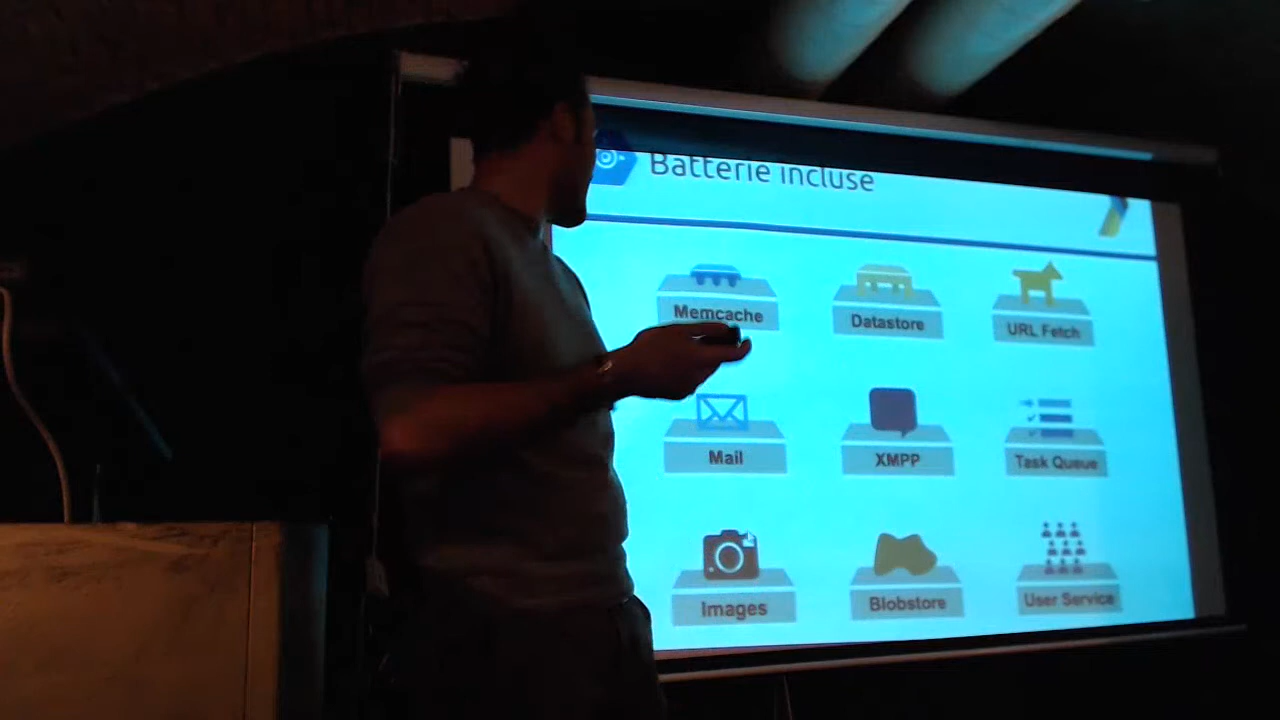 Batterie incluse
Memcache
Datastore
URL Fetch
Mail
XMPP
Task Queue
Images
Blobstore
User Service